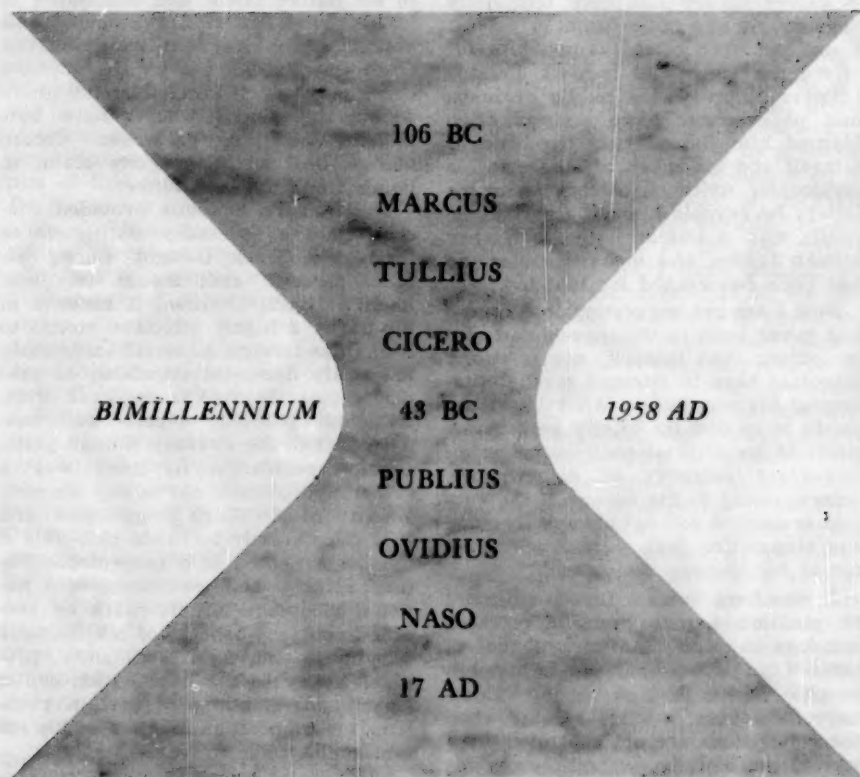 106 BC
MARCUS
TULLIUS
CICERO
BIMILLENNIUM 43 BC 1958 AD
PUBLIUS
OVIDIUS
NASO
17 AD